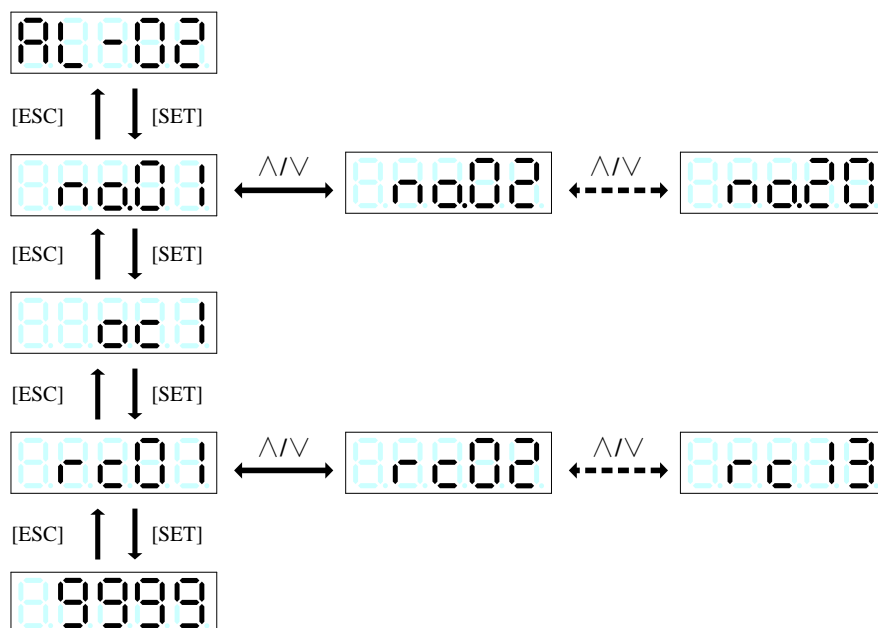 AL-02
[ESC] [SET]
no.01 ∧/∨ no.02 ∧/∨ no.20
[ESC] [SET]
oc1
[ESC] [SET]
rc01 ∧/∨ rc02 ∧/∨ rc13
[ESC] [SET]
9999